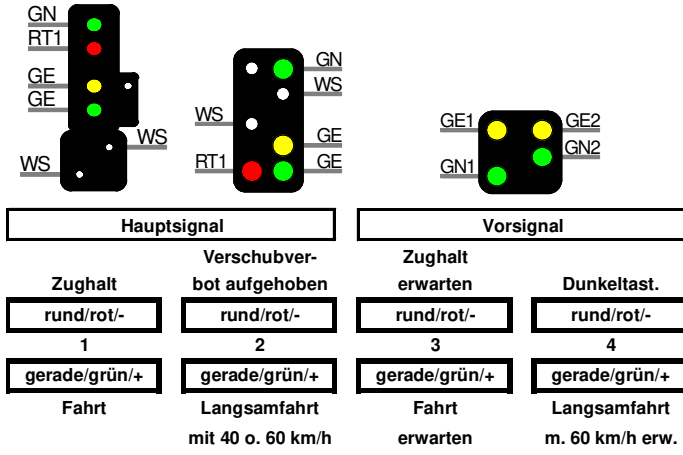 GN
RT1
GE
GE
WS
WS
GN
WS
WS
GE
RT1
GE
GE1
GE2
GN2
GN1
Hauptsignal
Vorsignal
Verschubver-
Zughalt
Zughalt
bot aufgehoben
erwarten
Dunkeltast.
rund/rot/-
rund/rot/-
rund/rot/-
rund/rot/-
1
2
3
4
gerade/grün/+
gerade/grün/+
gerade/grün/+
gerade/grün/+
Fahrt
Langsamfahrt
Fahrt
Langsamfahrt
mit 40 o. 60 km/h
erwarten
m. 60 km/h erw.